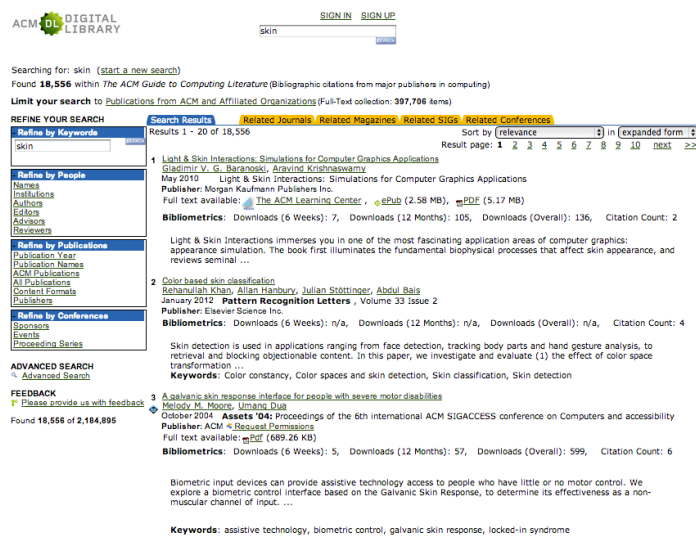 SIGN IN SIGN UP
ACM DL DIGITAL LIBRARY
skin
SEARCH
Searching for: skin (start a new search)
Found 18,556 within The ACM Guide to Computing Literature (Bibliographic citations from major publishers in computing)
Limit your search to Publications from ACM and Affiliated Organizations (Full-Text collection: 397,706 items)
REFINE YOUR SEARCH
Refine by Keywords
skin
SEARCH
Refine by People
Names
Institutions
Authors
Editors
Advisors
Reviewers
Refine by Publications
Publication Year
Publication Names
ACM Publications
All Publications
Content Formats
Publishers
Refine by Conferences
Sponsors
Events
Proceeding Series
ADVANCED SEARCH
Advanced Search
FEEDBACK
Please provide us with feedback
Found 18,556 of 2,184,895
Search Results Related Journals Related Magazines Related SIGs Related Conferences
Results 1 - 20 of 18,556
Sort by relevance in expanded form
Result page: 1 2 3 4 5 6 7 8 9 10 next >>
1 Light & Skin Interactions: Simulations for Computer Graphics Applications
Gladimir V. G. Baranoski, Aravind Krishnaswamy
May 2010 Light & Skin Interactions: Simulations for Computer Graphics Applications
Publisher: Morgan Kaufmann Publishers Inc.
Full text available: The ACM Learning Center , ePub (2.58 MB), PDF (5.17 MB)
Bibliometrics: Downloads (6 Weeks): 7, Downloads (12 Months): 105, Downloads (Overall): 136, Citation Count: 2
Light & Skin Interactions immerses you in one of the most fascinating application areas of computer graphics:
appearance simulation. The book first illuminates the fundamental biophysical processes that affect skin appearance, and
reviews seminal ...
2 Color based skin classification
Rehanullah Khan, Allan Hanbury, Julian Stöttinger, Abdul Bais
January 2012 Pattern Recognition Letters , Volume 33 Issue 2
Publisher: Elsevier Science Inc.
Bibliometrics: Downloads (6 Weeks): n/a, Downloads (12 Months): n/a, Downloads (Overall): n/a, Citation Count: 4
Skin detection is used in applications ranging from face detection, tracking body parts and hand gesture analysis, to
retrieval and blocking objectionable content. In this paper, we investigate and evaluate (1) the effect of color space
transformation ...
Keywords: Color constancy, Color spaces and skin detection, Skin classification, Skin detection
3 A galvanic skin response interface for people with severe motor disabilities
Melody M. Moore, Umang Dua
October 2004 Assets '04: Proceedings of the 6th international ACM SIGACCESS conference on Computers and accessibility
Publisher: ACM Request Permissions
Full text available: Pdf (689.26 KB)
Bibliometrics: Downloads (6 Weeks): 5, Downloads (12 Months): 57, Downloads (Overall): 599, Citation Count: 6
Biometric input devices can provide assistive technology access to people who have little or no motor control. We
explore a biometric control interface based on the Galvanic Skin Response, to determine its effectiveness as a non-
muscular channel of input. ...
Keywords: assistive technology, biometric control, galvanic skin response, locked-in syndrome